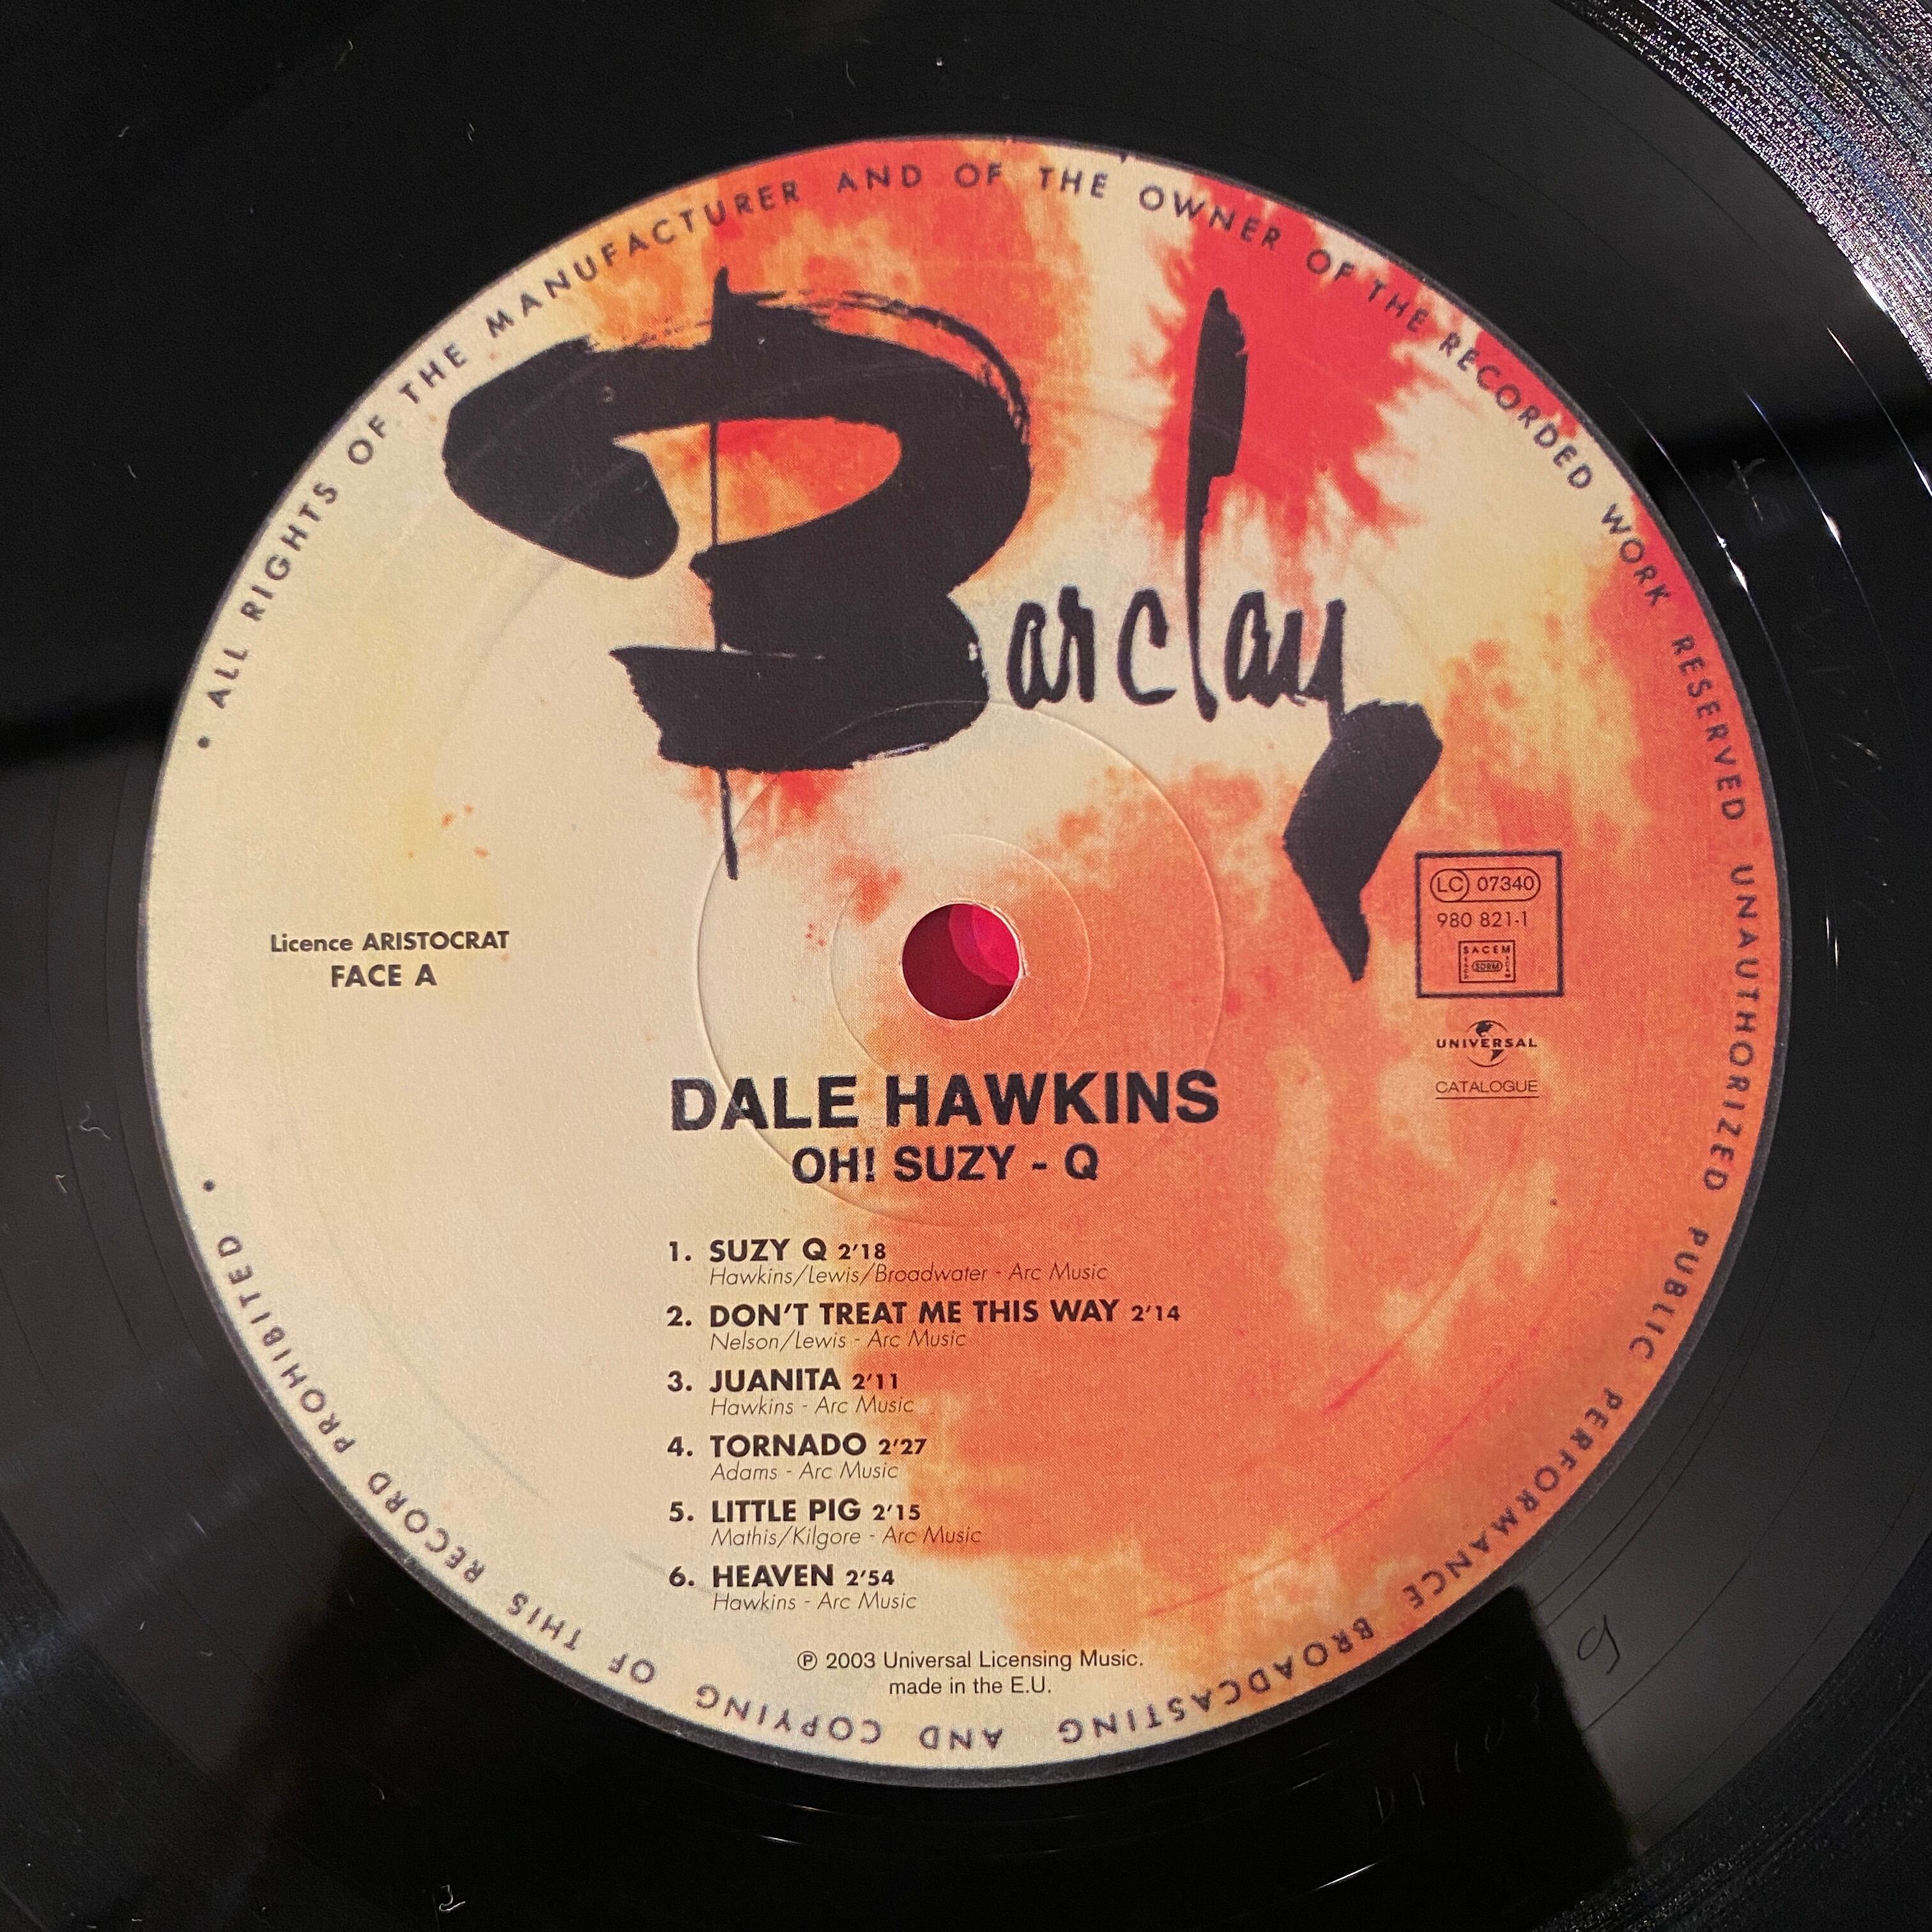 • ALL RIGHTS OF THE MANUFACTURER AND OF THE OWNER OF THE RECORDED WORK RESERVED UNAUTHORIZED PUBLIC PERFORMANCE BROADCASTING AND COPYING OF THIS RECORD PROHIBITED •
Barclay
Licence ARISTOCRAT
FACE A
LC 07340
980 821-1
SACEM
SDRM
UNIVERSAL
CATALOGUE
DALE HAWKINS
OH! SUZY - Q
1. SUZY Q 2'18
Hawkins/Lewis/Broadwater - Arc Music
2. DON'T TREAT ME THIS WAY 2'14
Nelson/Lewis - Arc Music
3. JUANITA 2'11
Hawkins - Arc Music
4. TORNADO 2'27
Adams - Arc Music
5. LITTLE PIG 2'15
Mathis/Kilgore - Arc Music
6. HEAVEN 2'54
Hawkins - Arc Music
℗ 2003 Universal Licensing Music.
made in the E.U.